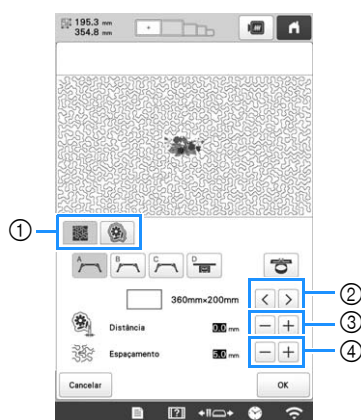 195.3 mm
354.8 mm
①
A B C D
360mm×200mm
②
Distância 0.0 mm
③
Espaçamento 5.0 mm
④
Cancelar OK